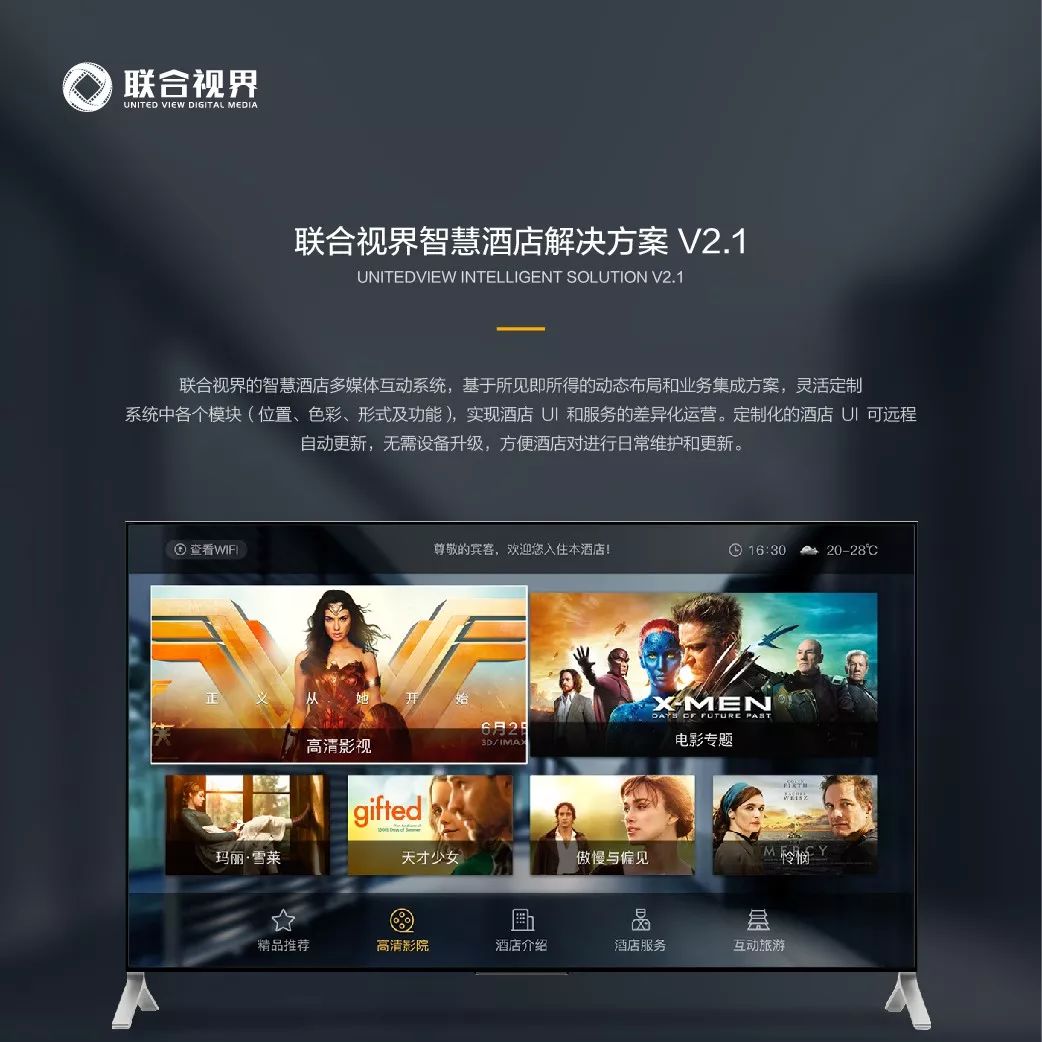 联合视界
UNITED VIEW DIGITAL MEDIA
联合视界智慧酒店解决方案 V2.1
UNITEDVIEW INTELLIGENT SOLUTION V2.1
联合视界的智慧酒店多媒体互动系统，基于所见即所得的动态布局和业务集成方案，灵活定制
系统中各个模块（位置、色彩、形式及功能），实现酒店 UI 和服务的差异化运营。定制化的酒店 UI 可远程
自动更新，无需设备升级，方便酒店对进行日常维护和更新。
查看WIFI
尊敬的宾客，欢迎您入住本酒店！
16:30
20-28℃
正义从她开始
6月2日
3D/IMAX
高清影视
X-MEN
DAYS OF FUTURE PAST
电影专题
玛丽·雪莱
gifted
天才少女
傲慢与偏见
COLIN
FIRTH
RACHEL
WEISZ
MERCY
怜悯
精品推荐
高清影院
酒店介绍
酒店服务
互动旅游